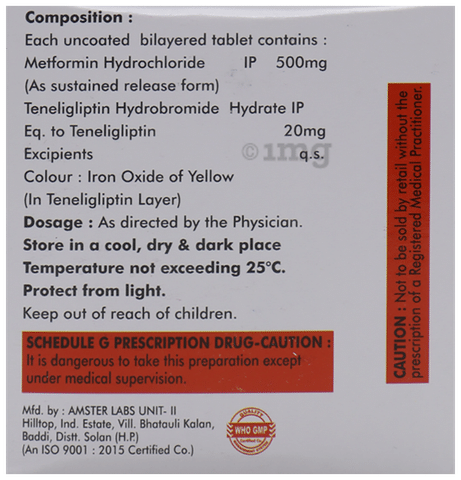 Composition :
Each uncoated bilayered tablet contains :
Metformin Hydrochloride IP 500mg
(As sustained release form)
Teneligliptin Hydrobromide Hydrate IP
Eq. to Teneligliptin 20mg
Excipients q.s.
©1mg
Colour : Iron Oxide of Yellow
(In Teneligliptin Layer)
Dosage : As directed by the Physician.
Store in a cool, dry & dark place
Temperature not exceeding 25°C.
Protect from light.
Keep out of reach of children.
SCHEDULE G PRESCRIPTION DRUG-CAUTION :
It is dangerous to take this preparation except
under medical supervision.
Mfd. by : AMSTER LABS UNIT- II
Hilltop, Ind. Estate, Vill. Bhatauli Kalan,
Baddi, Distt. Solan (H.P.)
(An ISO 9001 : 2015 Certified Co.)
QUALITY
WHO GMP
Certified Co.
CAUTION : Not to be sold by retail without the
prescription of a Registered Medical Practitioner.